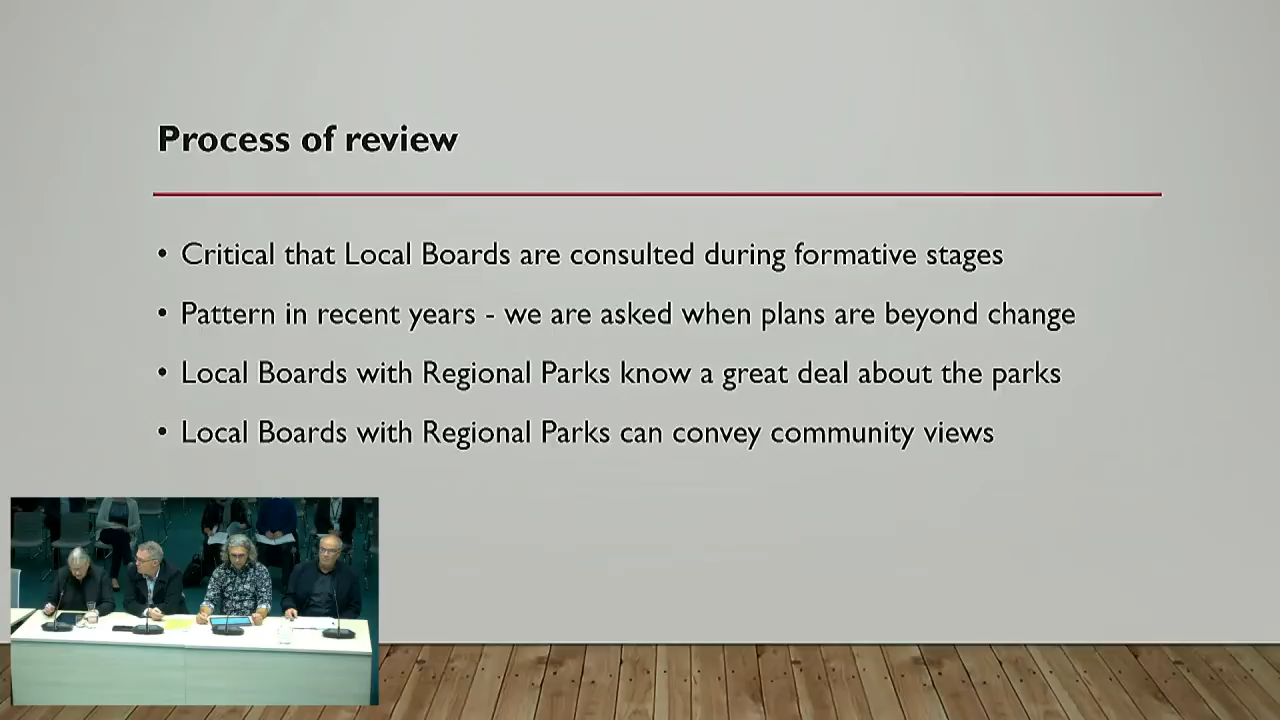 Process of review
• Critical that Local Boards are consulted during formative stages
• Pattern in recent years - we are asked when plans are beyond change
• Local Boards with Regional Parks know a great deal about the parks
• Local Boards with Regional Parks can convey community views